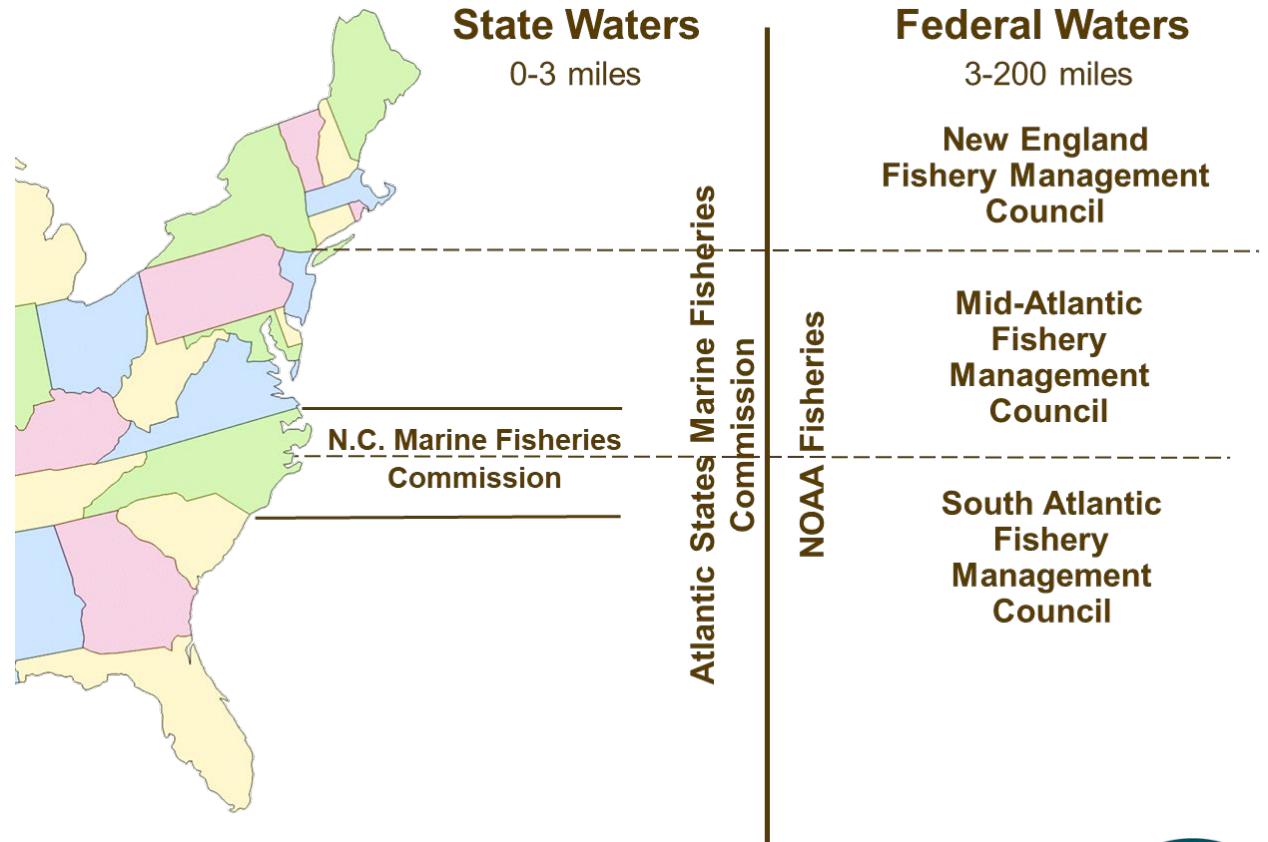 State Waters
0-3 miles
Federal Waters
3-200 miles
New England
Fishery Management
Council
Mid-Atlantic
Fishery
Management
Council
South Atlantic
Fishery
Management
Council
N.C. Marine Fisheries
Commission
Atlantic States Marine Fisheries
Commission
NOAA Fisheries